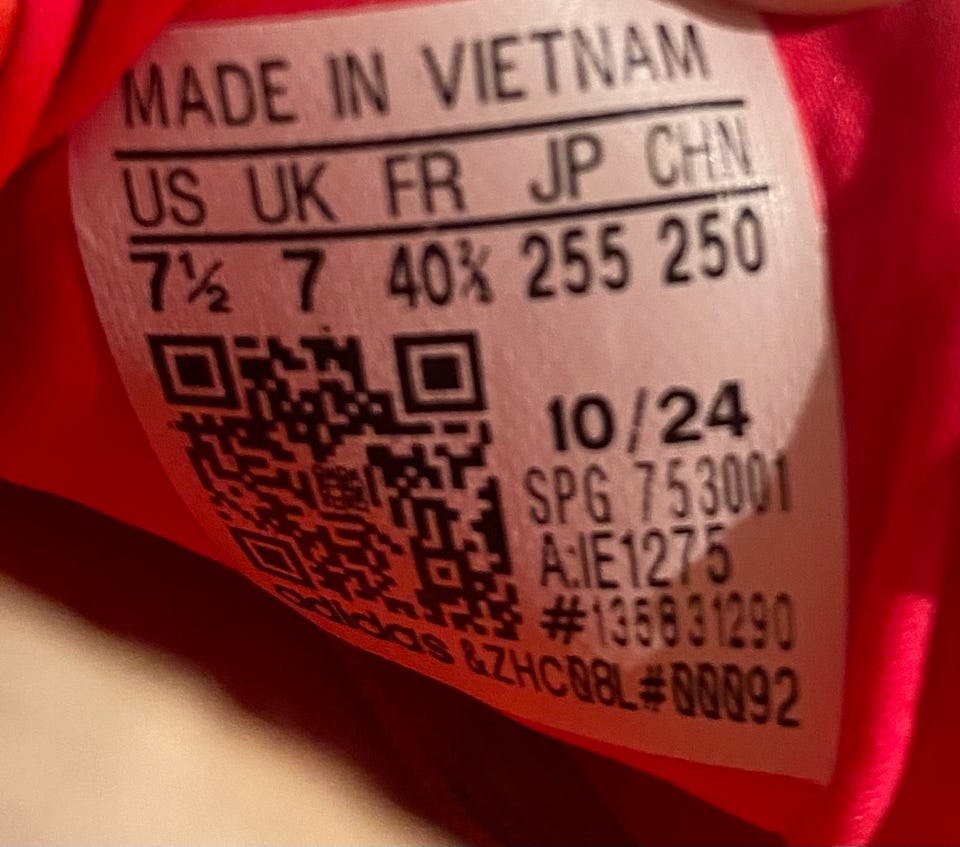 MADE IN VIETNAM
US UK FR JP CHN
7½ 7 40⅔ 255 250
10/24
SPG 753001
A:IE1275
#135831290
adidas &ZHC08L#00092